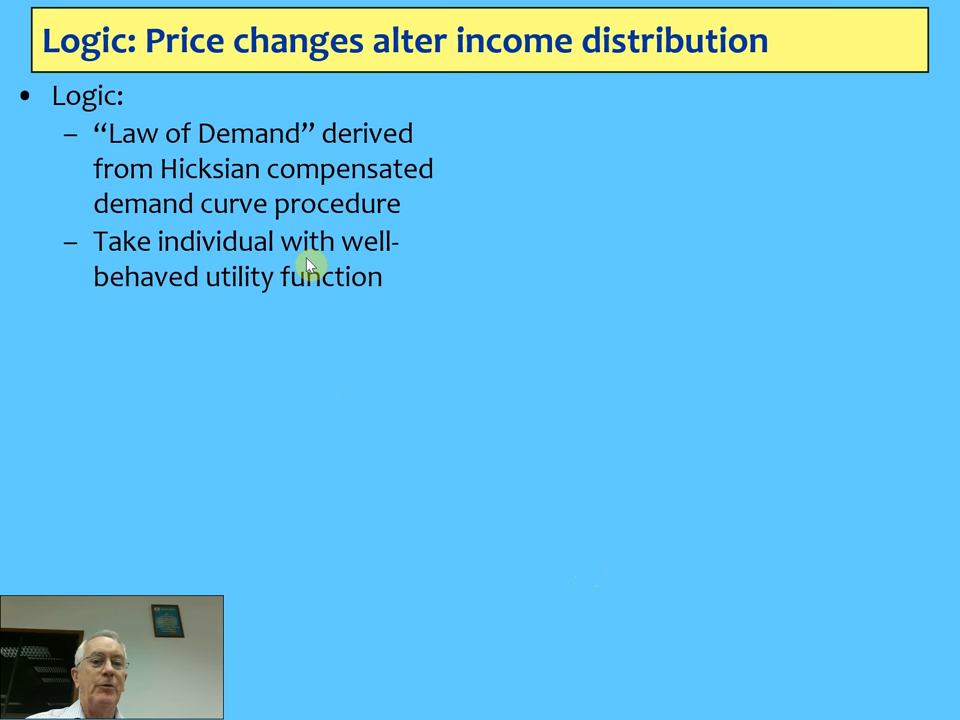 Logic: Price changes alter income distribution
• Logic:
– “Law of Demand” derived
from Hicksian compensated
demand curve procedure
– Take individual with well-
behaved utility function